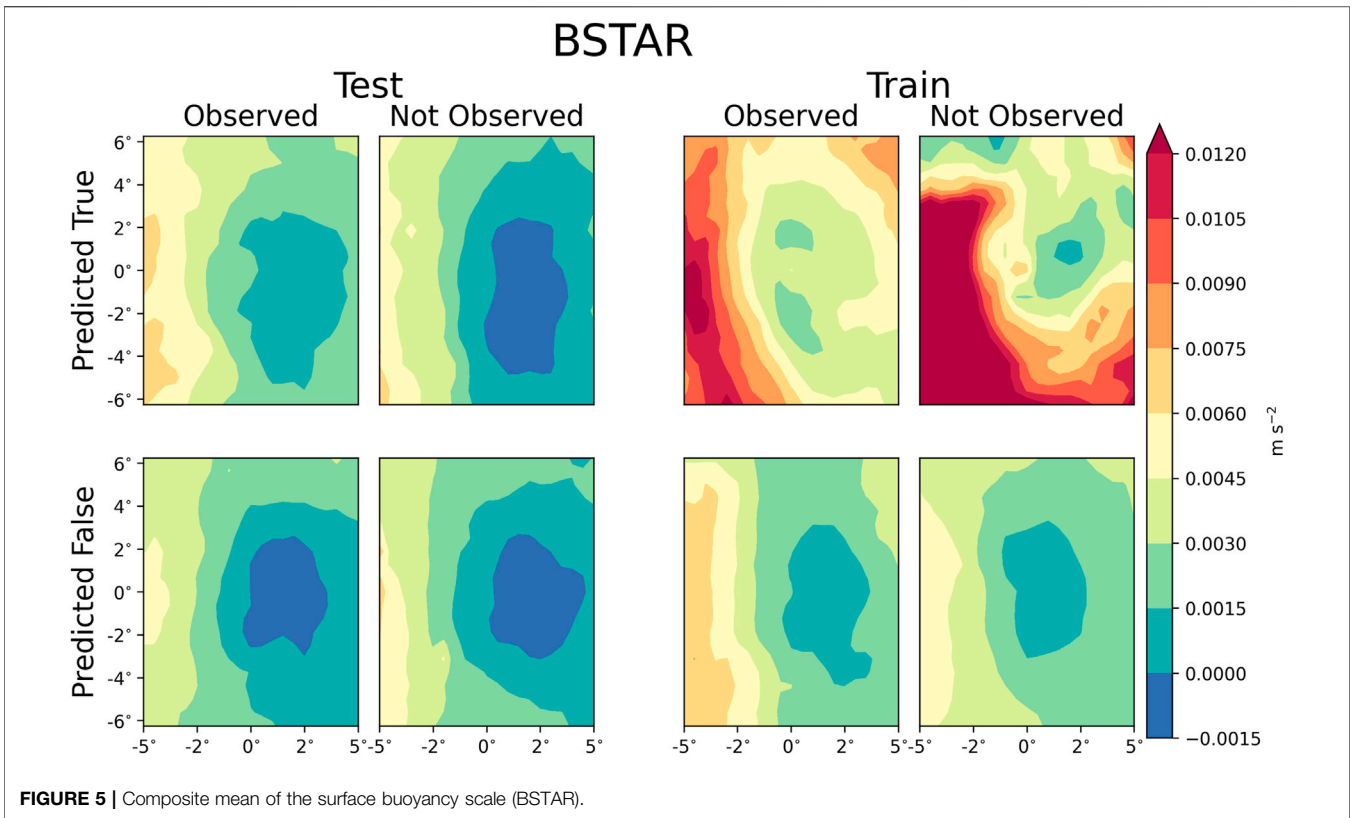 BSTAR
Test Train
Observed Not Observed Observed Not Observed
Predicted True
6°
4°
2°
0°
-2°
-4°
-6°
Predicted False
6°
4°
2°
0°
-2°
-4°
-6°
-5° -2° 0° 2° 5° -5° -2° 0° 2° 5°
-5° -2° 0° 2° 5° -5° -2° 0° 2° 5°
0.0120
0.0105
0.0090
0.0075
0.0060
0.0045
0.0030
0.0015
0.0000
−0.0015
m s⁻²
FIGURE 5 | Composite mean of the surface buoyancy scale (BSTAR).